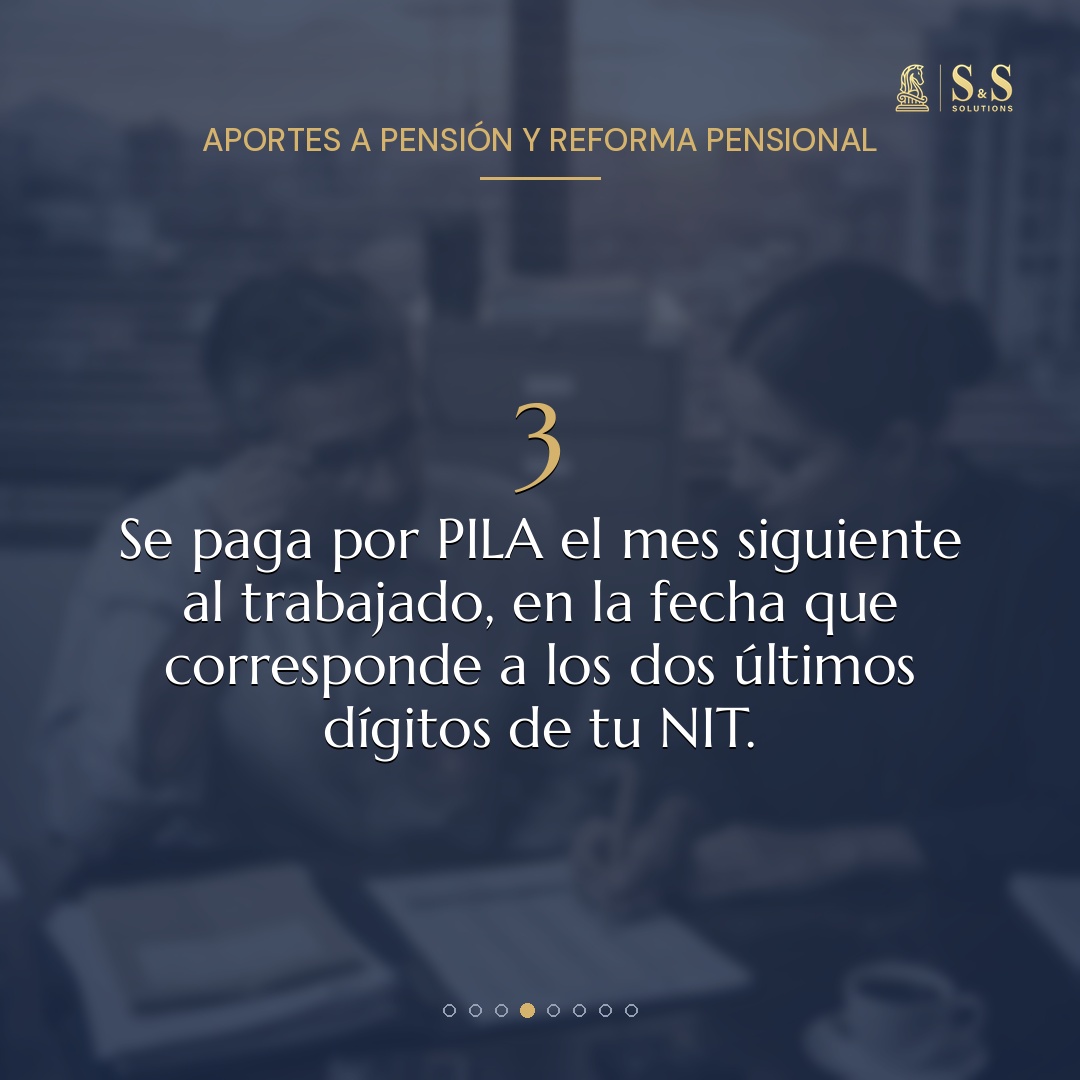 S&S
SOLUTIONS
APORTES A PENSIÓN Y REFORMA PENSIONAL
3
Se paga por PILA el mes siguiente
al trabajado, en la fecha que
corresponde a los dos últimos
dígitos de tu NIT.